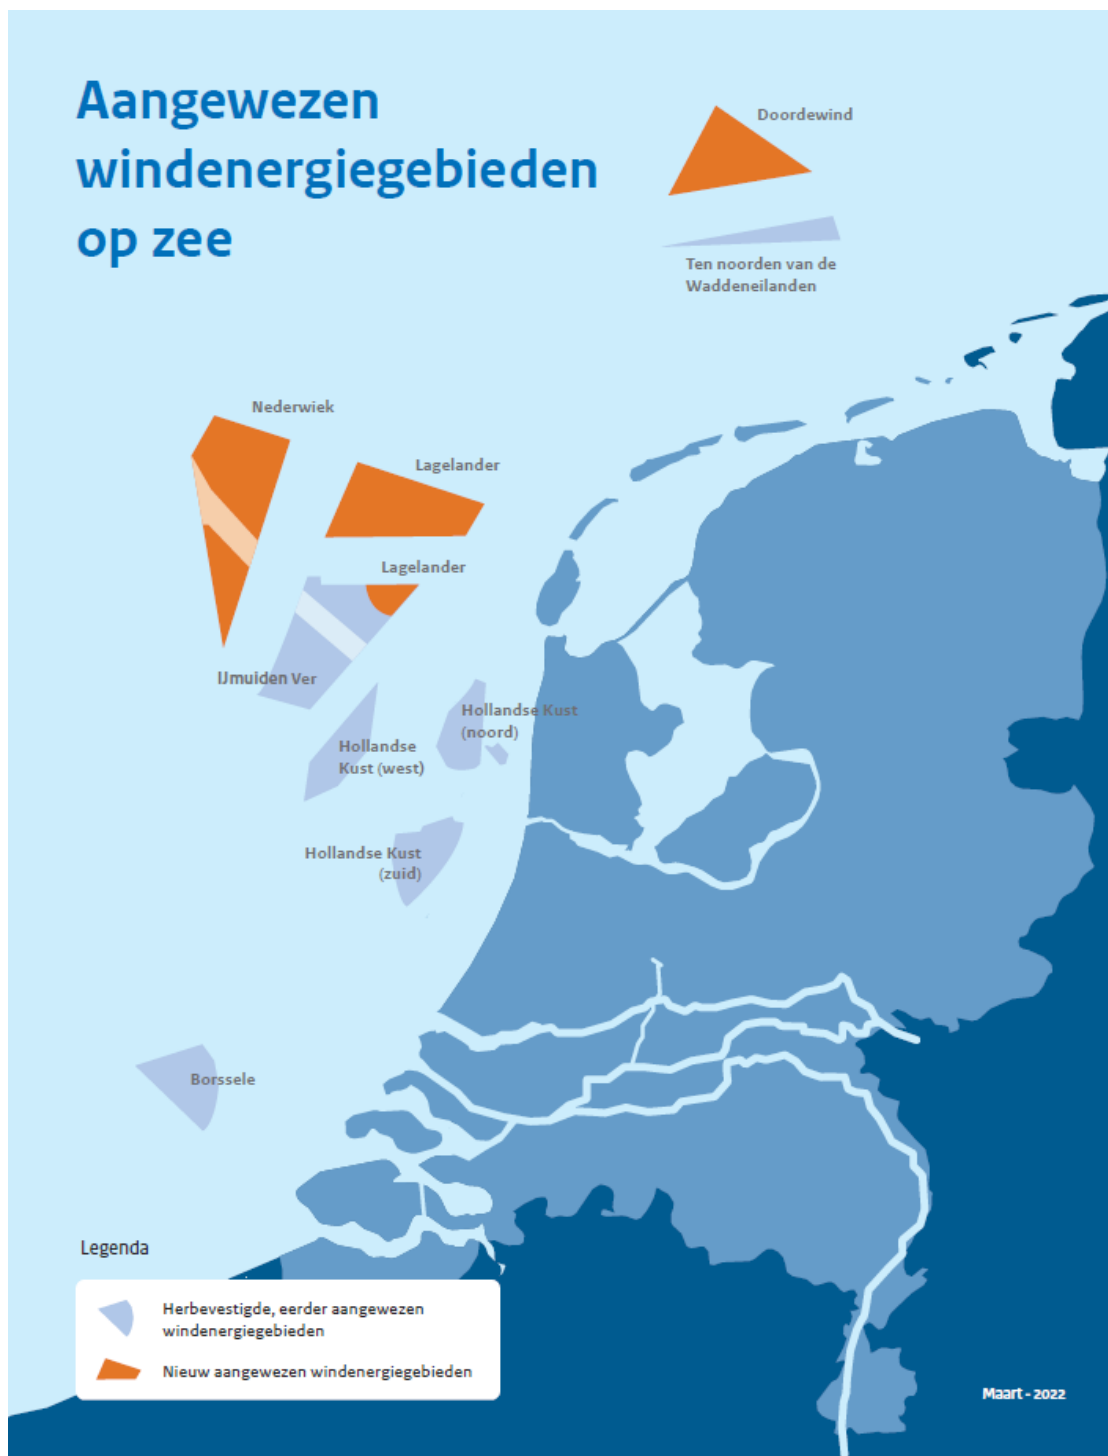 Aangewezen
windenergiegebieden
op zee
Doordewind
Ten noorden van de
Waddeneilanden
Nederwiek
Lagelander
Lagelander
IJmuiden Ver
Hollandse Kust
(noord)
Hollandse
Kust (west)
Hollandse Kust
(zuid)
Borssele
Legenda
Herbevestigde, eerder aangewezen
windenergiegebieden
Nieuw aangewezen windenergiegebieden
Maart - 2022